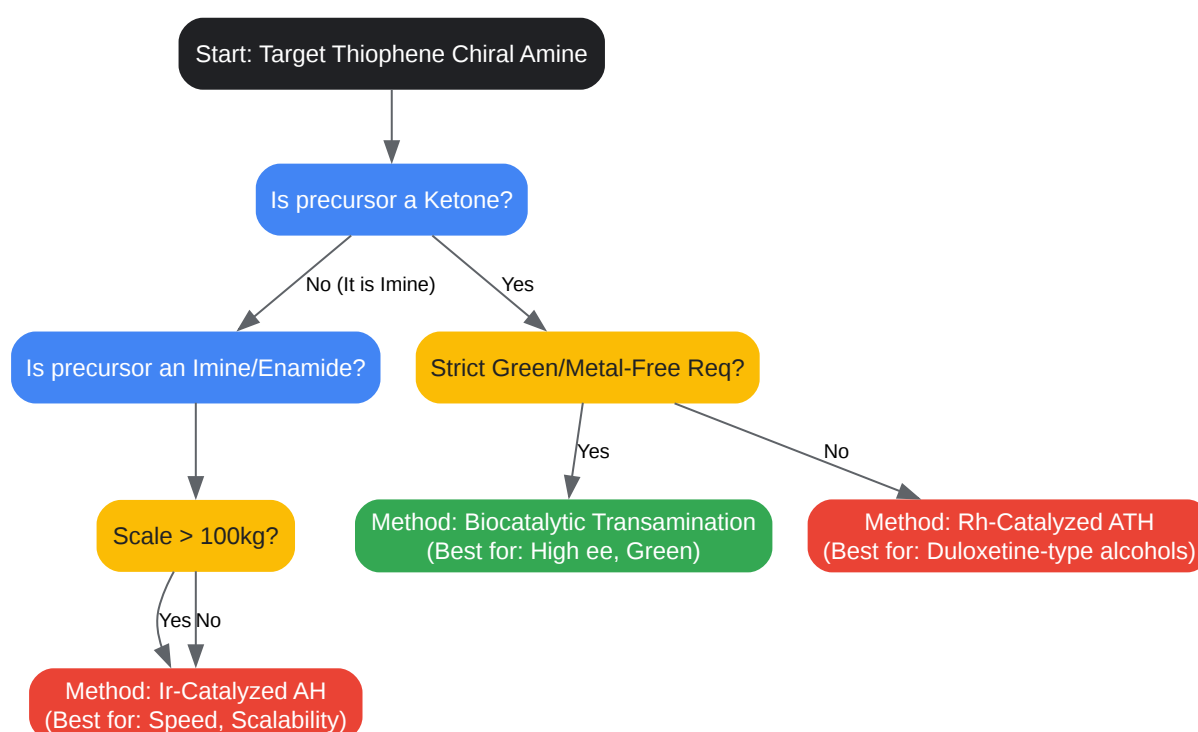 Start: Target Thiophene Chiral Amine
Is precursor a Ketone?
No (It is Imine)
Yes
Is precursor an Imine/Enamide?
Strict Green/Metal-Free Req?
Yes
No
Scale > 100kg?
Method: Biocatalytic Transamination
(Best for: High ee, Green)
Method: Rh-Catalyzed ATH
(Best for: Duloxetine-type alcohols)
Yes
No
Method: Ir-Catalyzed AH
(Best for: Speed, Scalability)